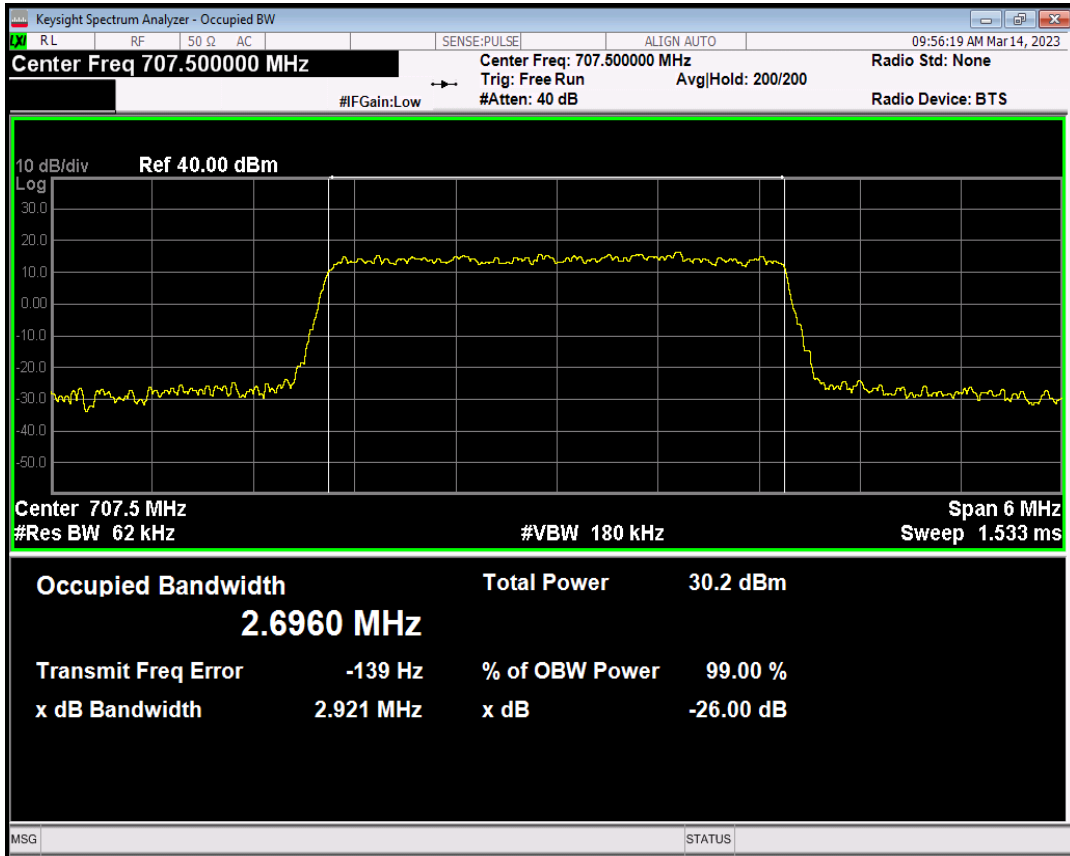 Keysight Spectrum Analyzer - Occupied BW
LXI RL RF 50 Ω AC SENSE:PULSE ALIGN AUTO 09:56:19 AM Mar 14, 2023
Center Freq 707.500000 MHz Center Freq: 707.500000 MHz Radio Std: None
Trig: Free Run Avg|Hold: 200/200
#IFGain:Low #Atten: 40 dB Radio Device: BTS
10 dB/div Ref 40.00 dBm
Log
30.0
20.0
10.0
0.00
-10.0
-20.0
-30.0
-40.0
-50.0
Center 707.5 MHz Span 6 MHz
#Res BW 62 kHz #VBW 180 kHz Sweep 1.533 ms
Occupied Bandwidth Total Power 30.2 dBm
2.6960 MHz
Transmit Freq Error -139 Hz % of OBW Power 99.00 %
x dB Bandwidth 2.921 MHz x dB -26.00 dB
MSG STATUS